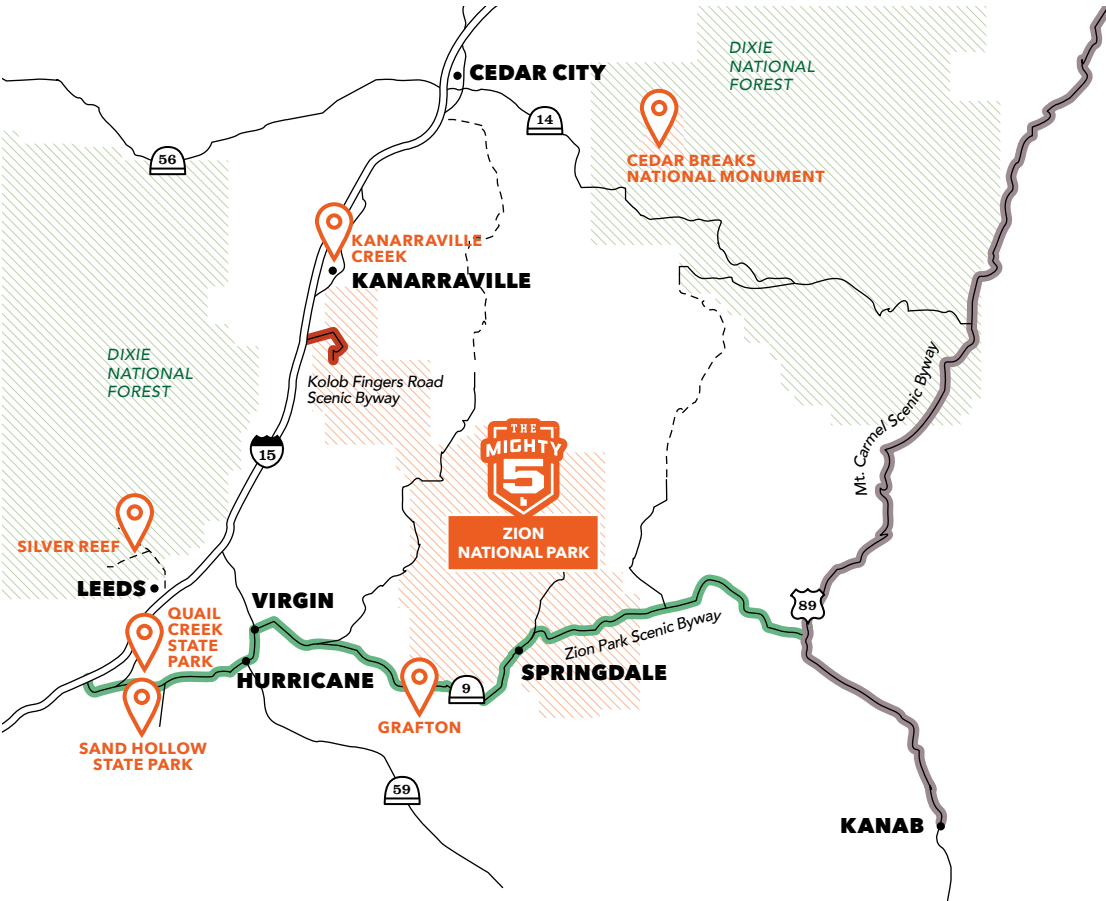 CEDAR CITY
DIXIE
NATIONAL
FOREST
14
56
CEDAR BREAKS
NATIONAL MONUMENT
KANARRAVILLE
CREEK
KANARRAVILLE
DIXIE
NATIONAL
FOREST
Kolob Fingers Road
Scenic Byway
Mt. Carmel Scenic Byway
15
THE
MIGHTY
5
ZION
NATIONAL PARK
SILVER REEF
LEEDS
VIRGIN
QUAIL
CREEK
STATE
PARK
89
Zion Park Scenic Byway
HURRICANE
SPRINGDALE
9
GRAFTON
SAND HOLLOW
STATE PARK
59
KANAB